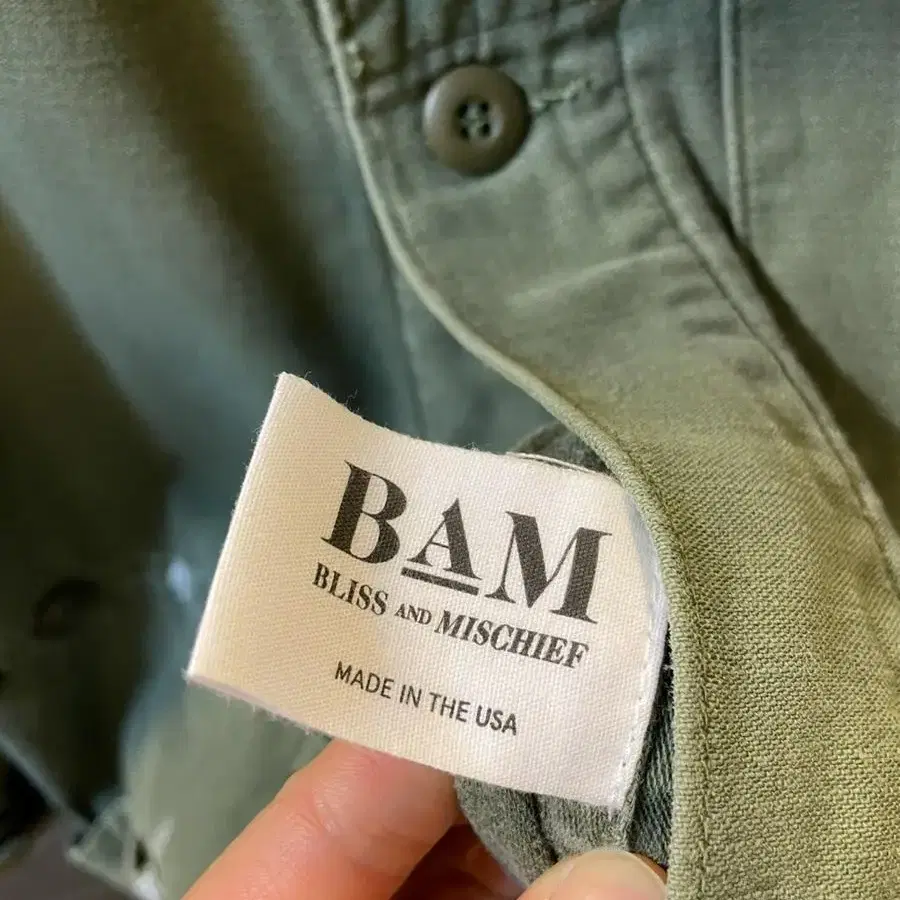 BAM
BLISS AND MISCHIEF
MADE IN THE USA